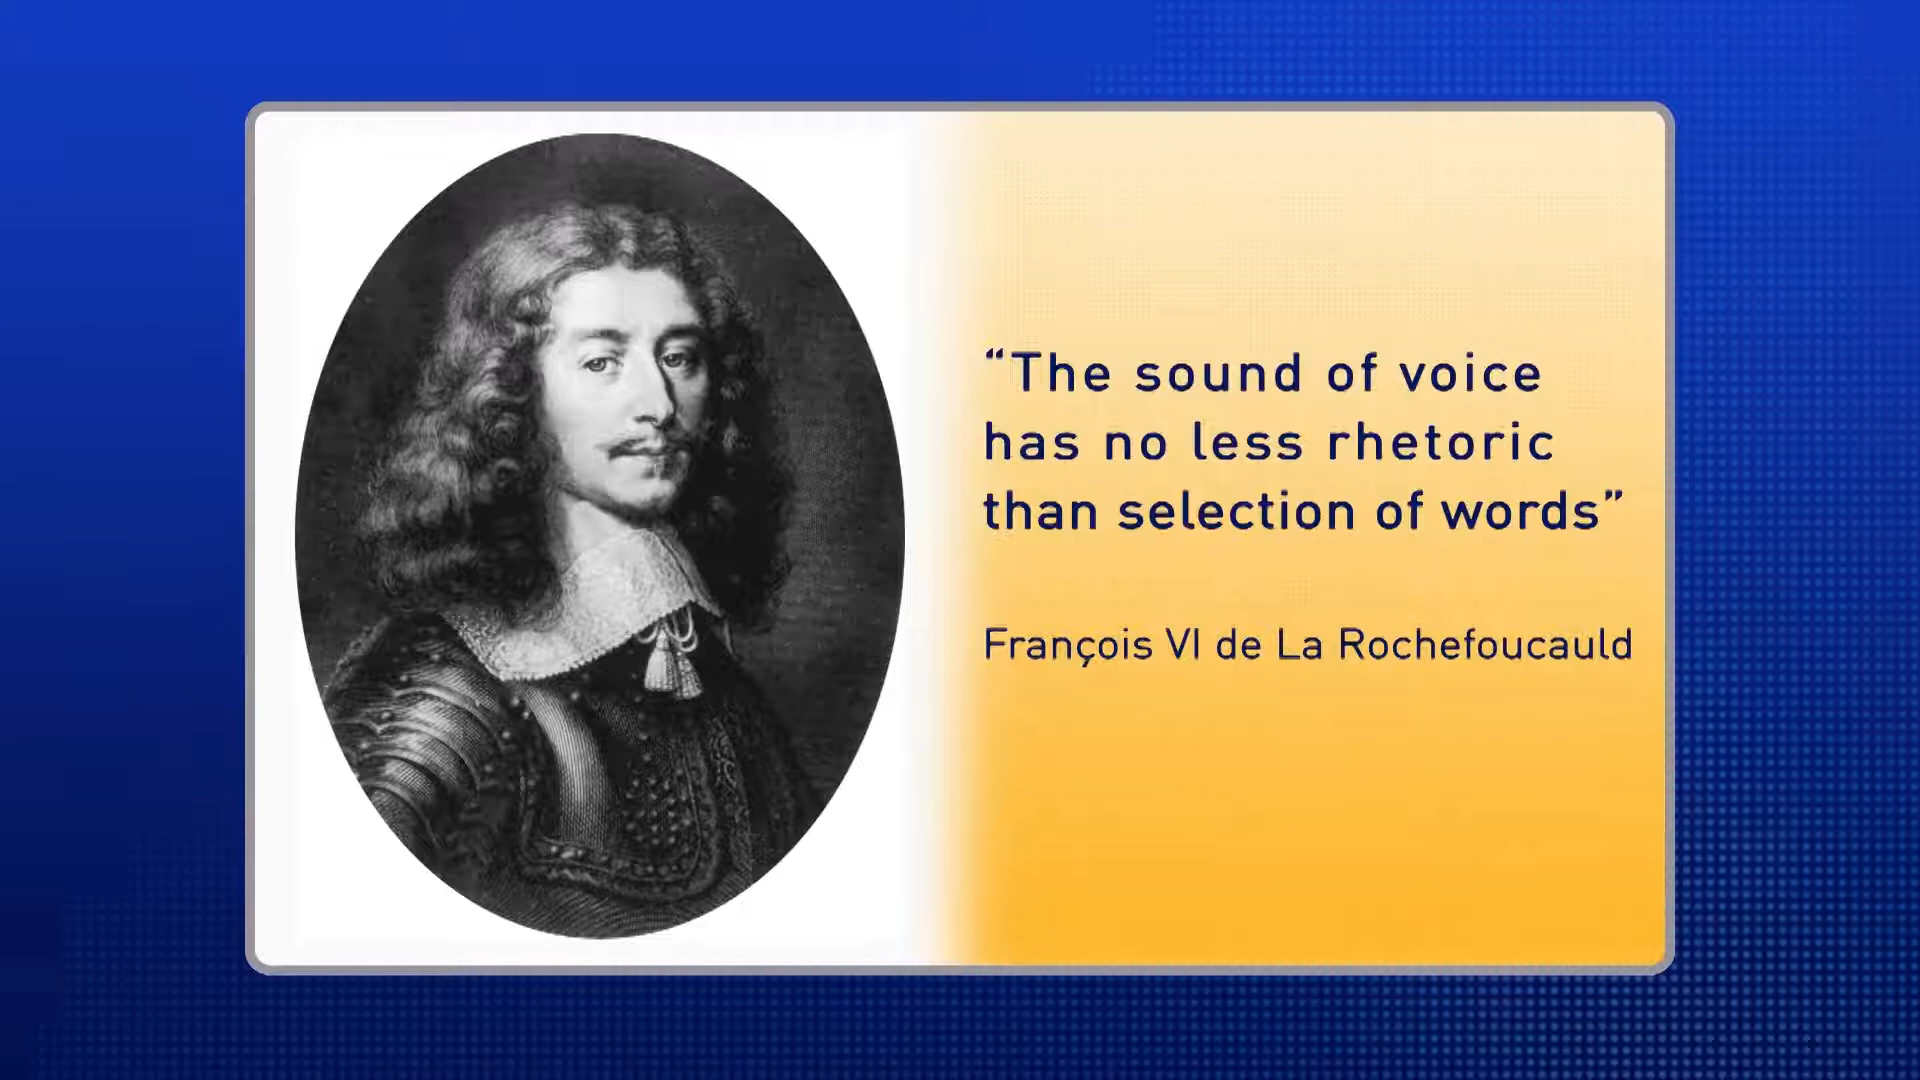 “The sound of voice
has no less rhetoric
than selection of words”
François VI de La Rochefoucauld